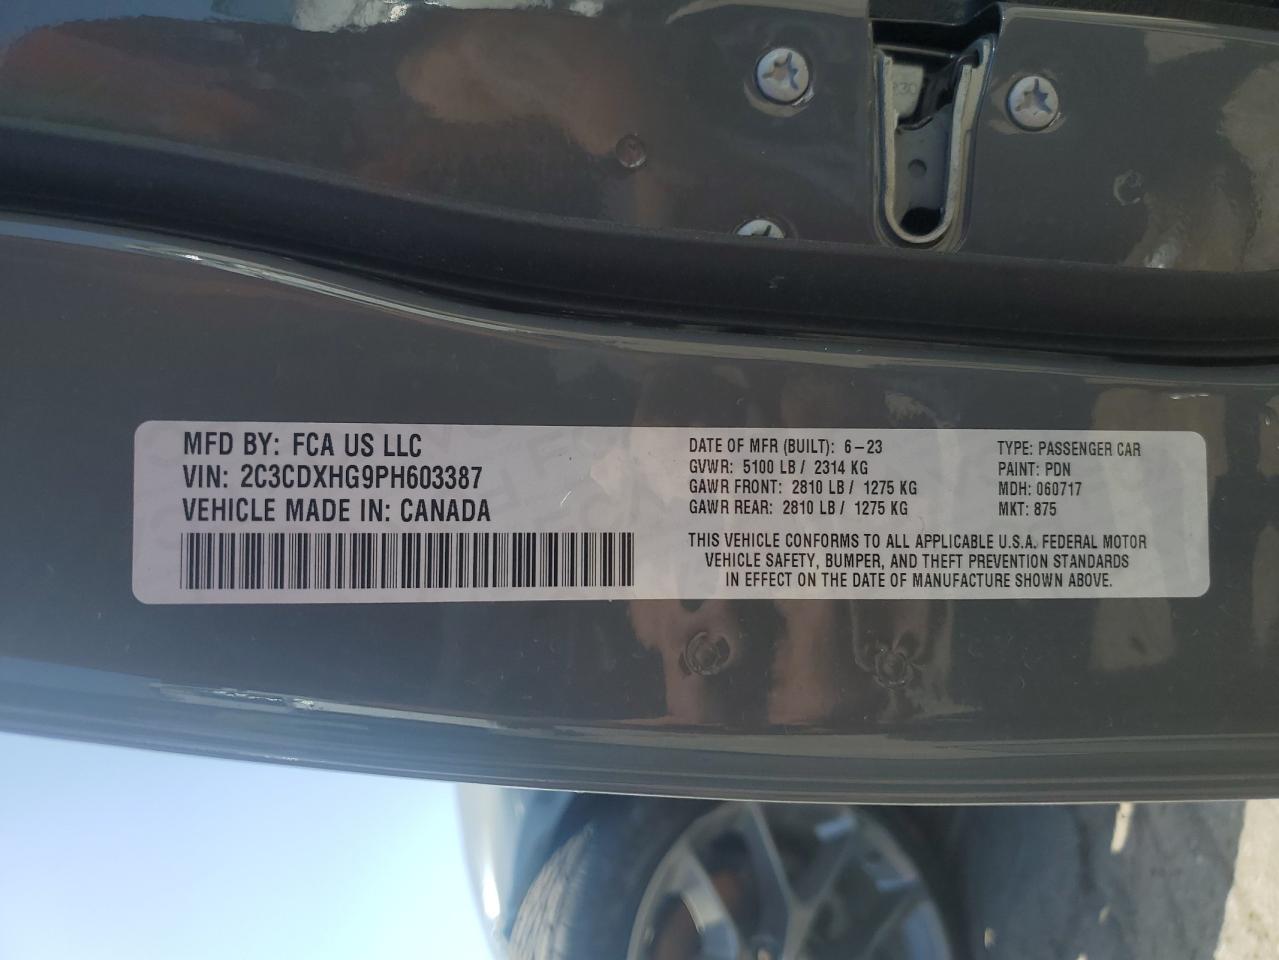 MFD BY: FCA US LLC
VIN: 2C3CDXHG9PH603387
VEHICLE MADE IN: CANADA
DATE OF MFR (BUILT): 6-23
GVWR: 5100 LB / 2314 KG
GAWR FRONT: 2810 LB / 1275 KG
GAWR REAR: 2810 LB / 1275 KG
TYPE: PASSENGER CAR
PAINT: PDN
MDH: 060717
MKT: 875
THIS VEHICLE CONFORMS TO ALL APPLICABLE U.S.A. FEDERAL MOTOR
VEHICLE SAFETY, BUMPER, AND THEFT PREVENTION STANDARDS
IN EFFECT ON THE DATE OF MANUFACTURE SHOWN ABOVE.